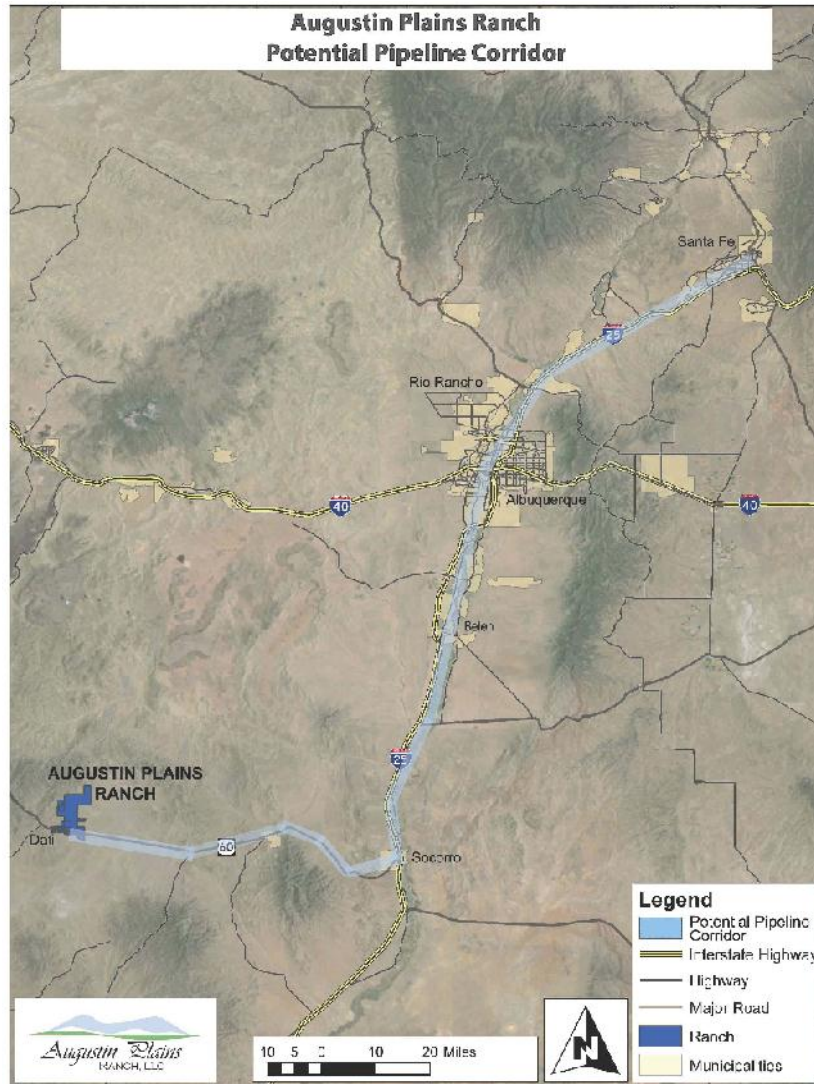 Augustin Plains Ranch
Potential Pipeline Corridor
Santa Fe
25
Rio Rancho
40
Albuquerque
40
Belen
25
AUGUSTIN PLAINS
RANCH
Datil
60
Socorro
Legend
Potential Pipeline
Corridor
Interstate Highway
Highway
Major Road
Ranch
Municipalities
Augustin Plains
RANCH, LLC
10 5 0 10 20 Miles
N